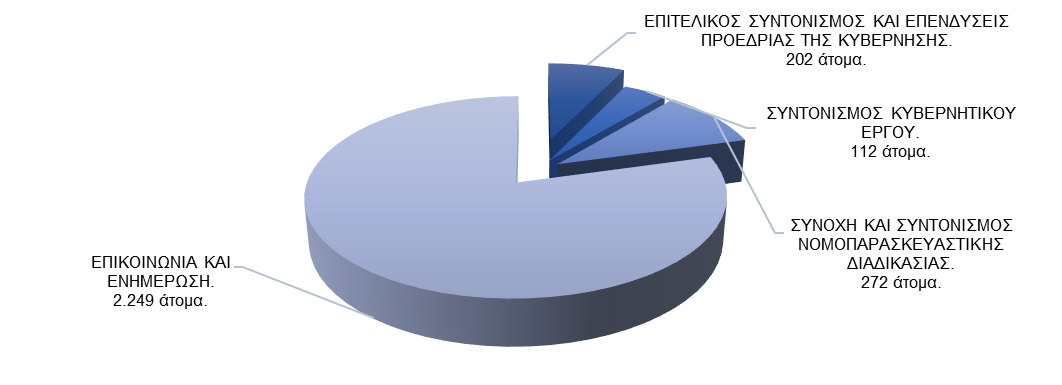 ΕΠΙΤΕΛΙΚΟΣ ΣΥΝΤΟΝΙΣΜΟΣ ΚΑΙ ΕΠΕΝΔΥΣΕΙΣ
ΠΡΟΕΔΡΙΑΣ ΤΗΣ ΚΥΒΕΡΝΗΣΗΣ.
202 άτομα.
ΣΥΝΤΟΝΙΣΜΟΣ ΚΥΒΕΡΝΗΤΙΚΟΥ
ΕΡΓΟΥ.
112 άτομα.
ΣΥΝΟΧΗ ΚΑΙ ΣΥΝΤΟΝΙΣΜΟΣ
ΝΟΜΟΠΑΡΑΣΚΕΥΑΣΤΙΚΗΣ
ΔΙΑΔΙΚΑΣΙΑΣ.
272 άτομα.
ΕΠΙΚΟΙΝΩΝΙΑ ΚΑΙ
ΕΝΗΜΕΡΩΣΗ.
2.249 άτομα.